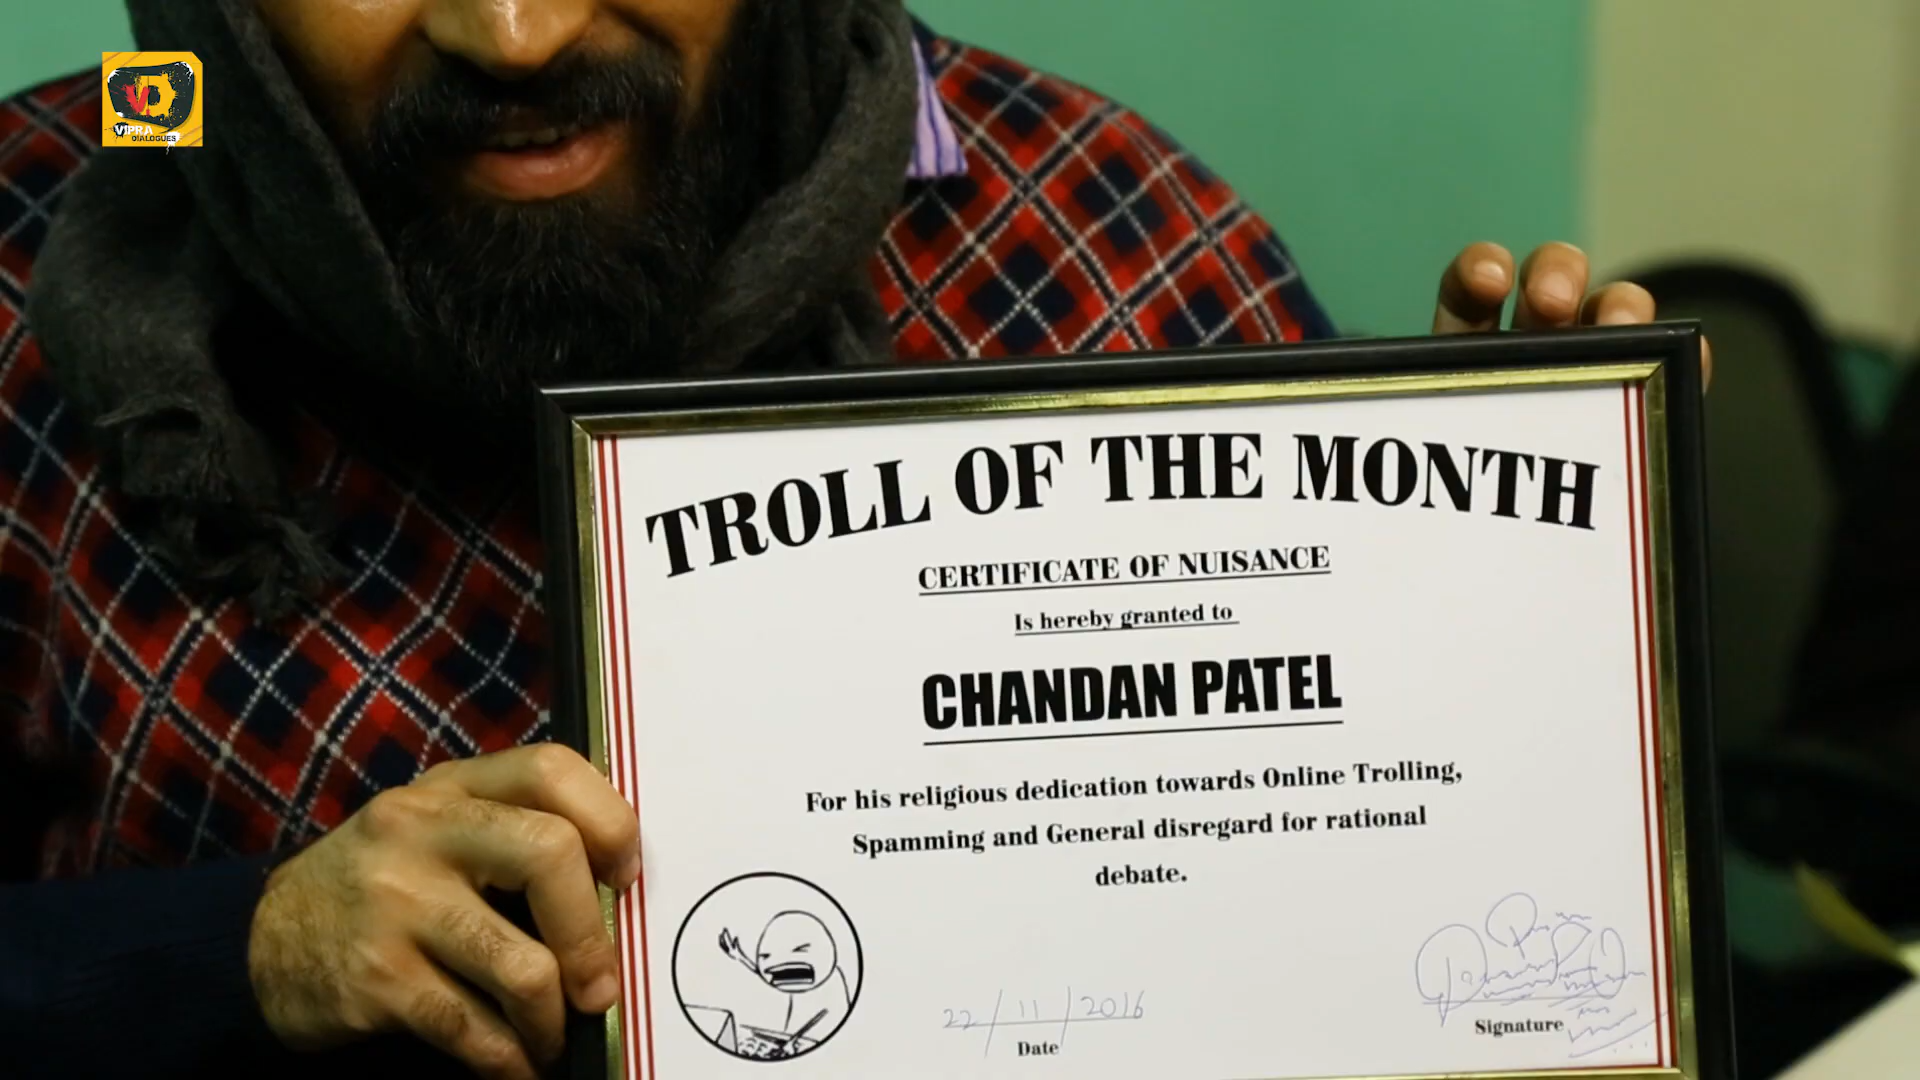 VD
VIPRA
DIALOGUES
TROLL OF THE MONTH
CERTIFICATE OF NUISANCE
Is hereby granted to
CHANDAN PATEL
For his religious dedication towards Online Trolling,
Spamming and General disregard for rational
debate.
22/11/2016
Date
Signature